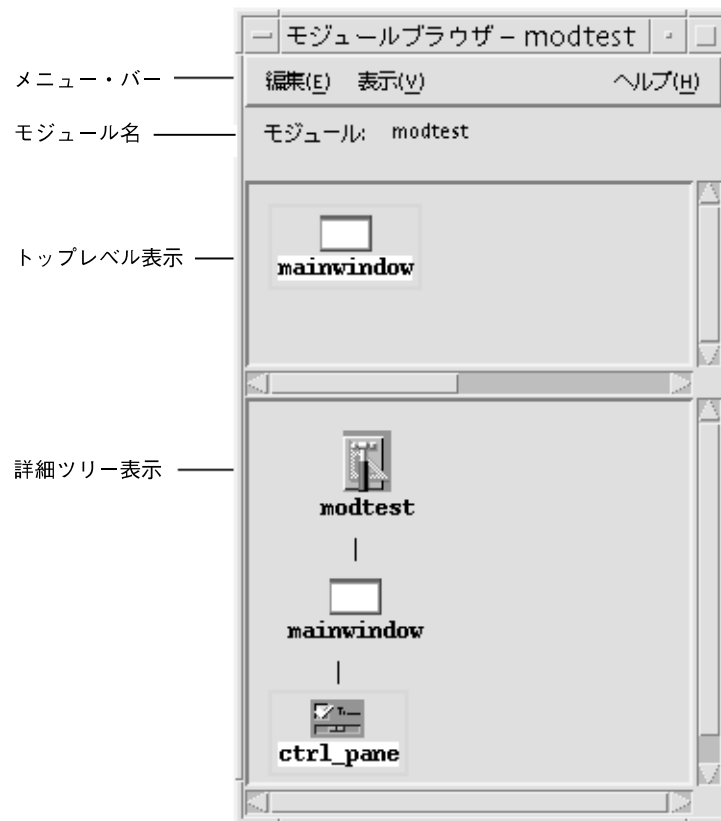 モジュールブラウザ – modtest
メニュー・バー
編集(E) 表示(V) ヘルプ(H)
モジュール名
モジュール: modtest
トップレベル表示
mainwindow
詳細ツリー表示
modtest
mainwindow
ctrl_pane